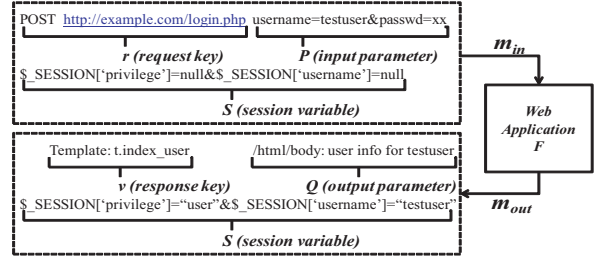 POST http://example.com/login.php username=testuser&passwd=xx
r (request key) P (input parameter)
$_SESSION['privilege']=null&$_SESSION['username']=null
S (session variable)
m_in
Web
Application
F
Template: t.index_user /html/body: user info for testuser
v (response key) Q (output parameter)
$_SESSION['privilege']="user"&$_SESSION['username']="testuser"
S (session variable)
m_out